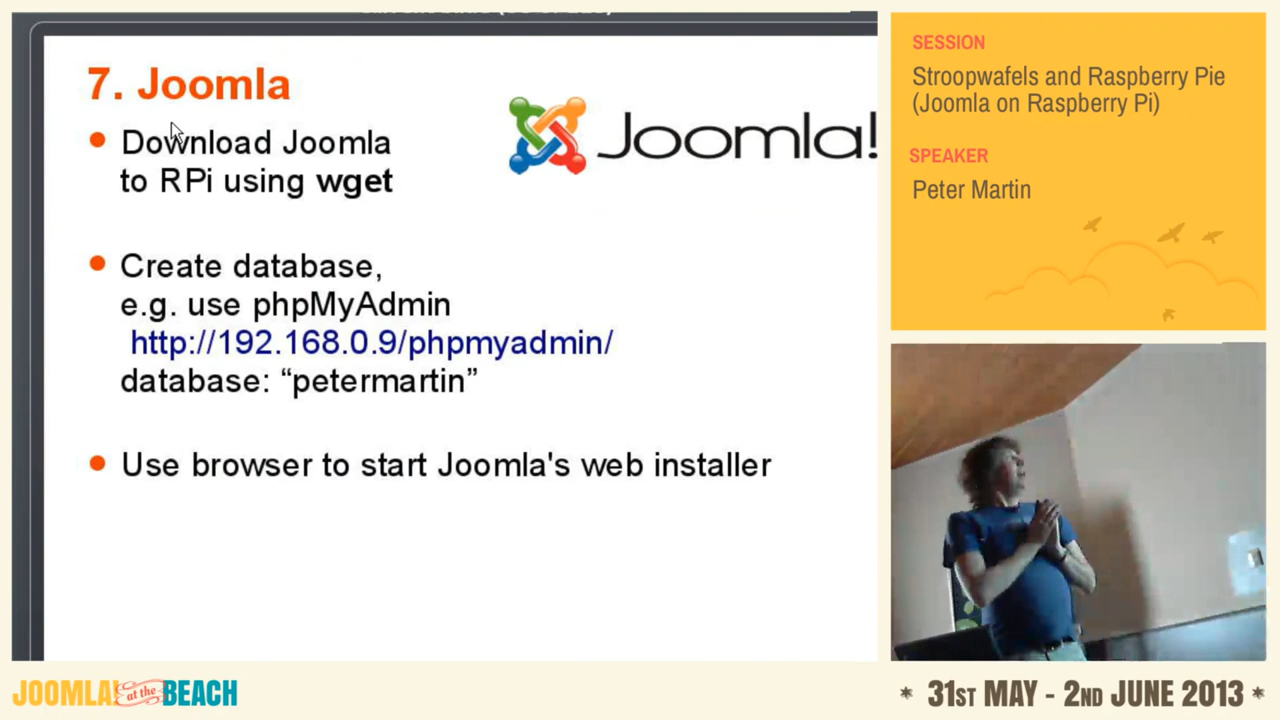 7. Joomla
Download Joomla
to RPi using wget
Joomla!
Create database,
e.g. use phpMyAdmin
http://192.168.0.9/phpmyadmin/
database: “petermartin”
Use browser to start Joomla's web installer
SESSION
Stroopwafels and Raspberry Pie
(Joomla on Raspberry Pi)
SPEAKER
Peter Martin
JOOMLA! at the BEACH
* 31ST MAY - 2ND JUNE 2013 *